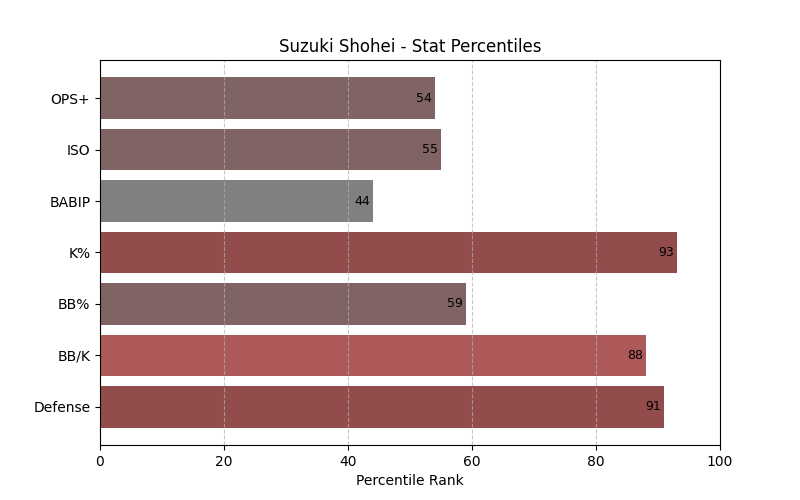 Suzuki Shohei - Stat Percentiles
OPS+ 54
ISO 55
BABIP 44
K% 93
BB% 59
BB/K 88
Defense 91
0 20 40 60 80 100
Percentile Rank